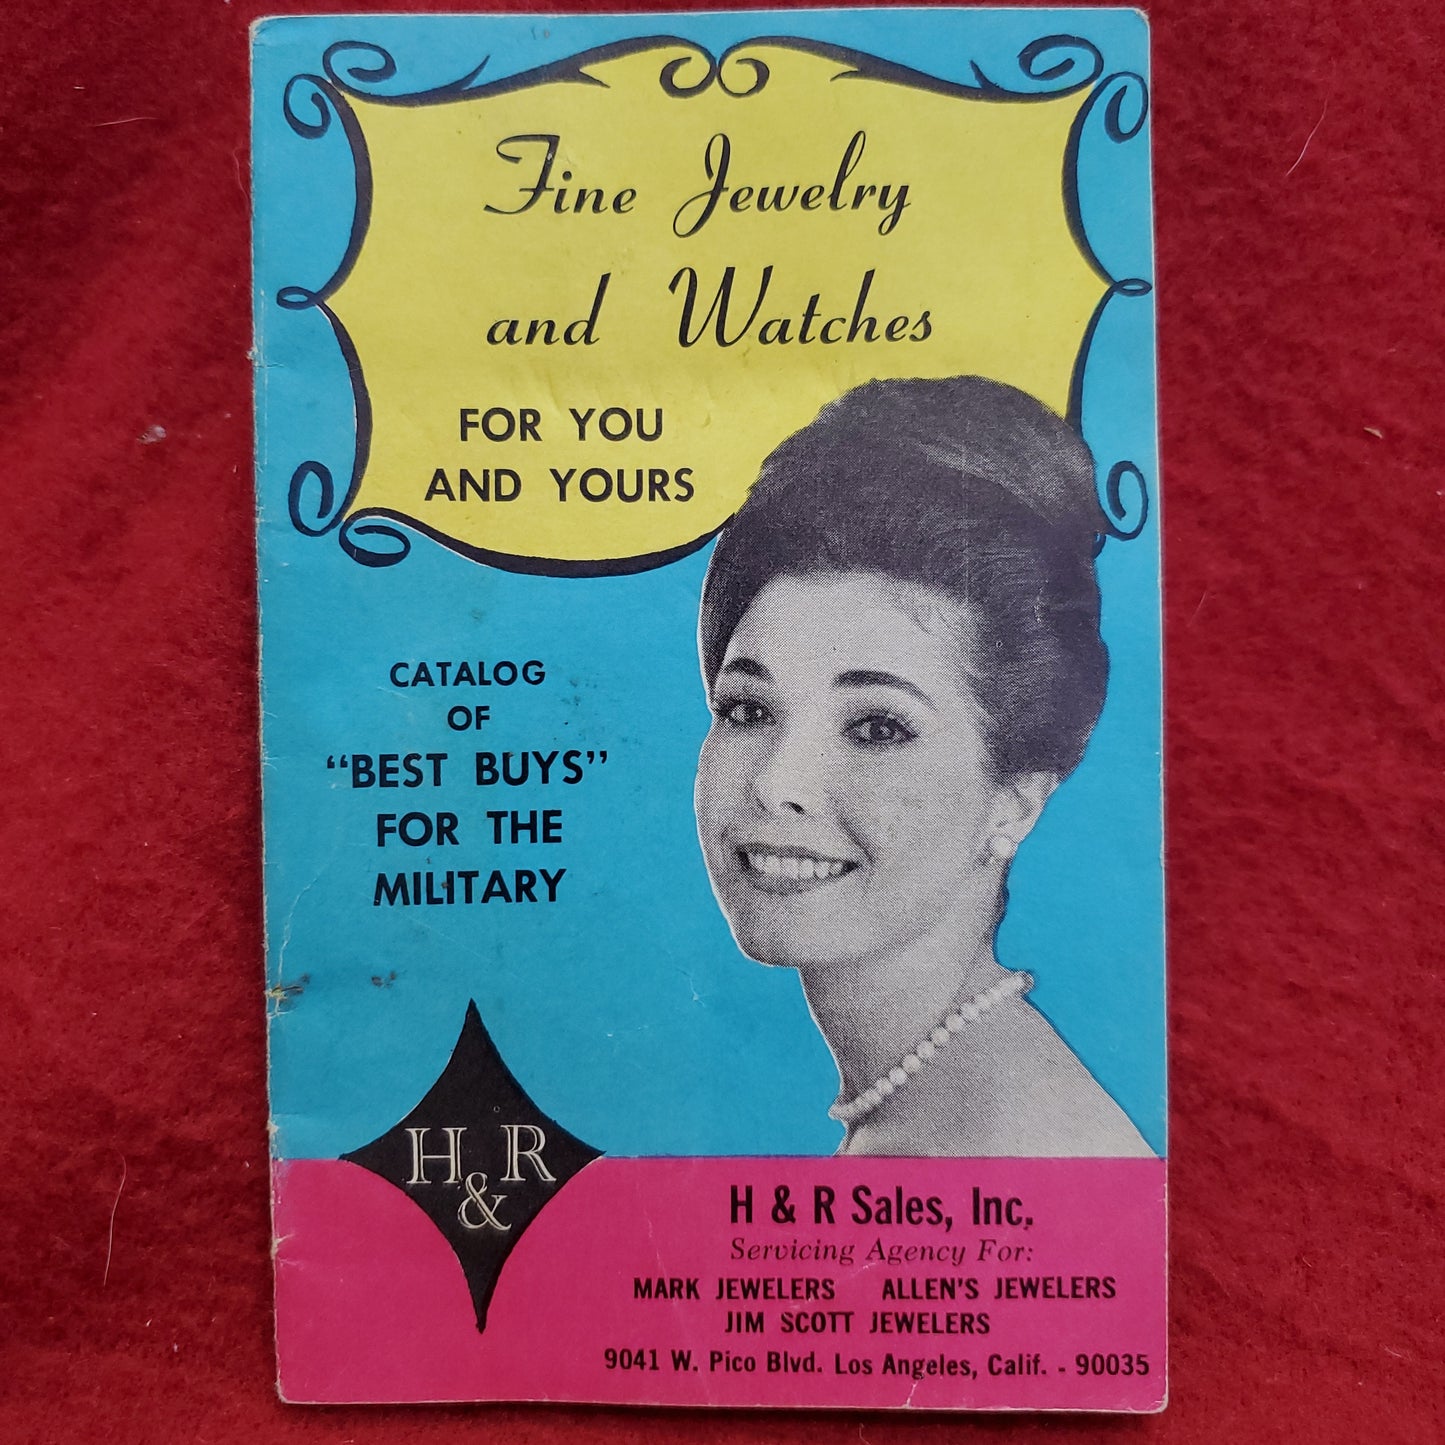 Fine Jewelry
and Watches
FOR YOU
AND YOURS
CATALOG
OF
“BEST BUYS”
FOR THE
MILITARY
H & R
H & R Sales, Inc.
Servicing Agency For:
MARK JEWELERS ALLEN'S JEWELERS
JIM SCOTT JEWELERS
9041 W. Pico Blvd. Los Angeles, Calif. - 90035